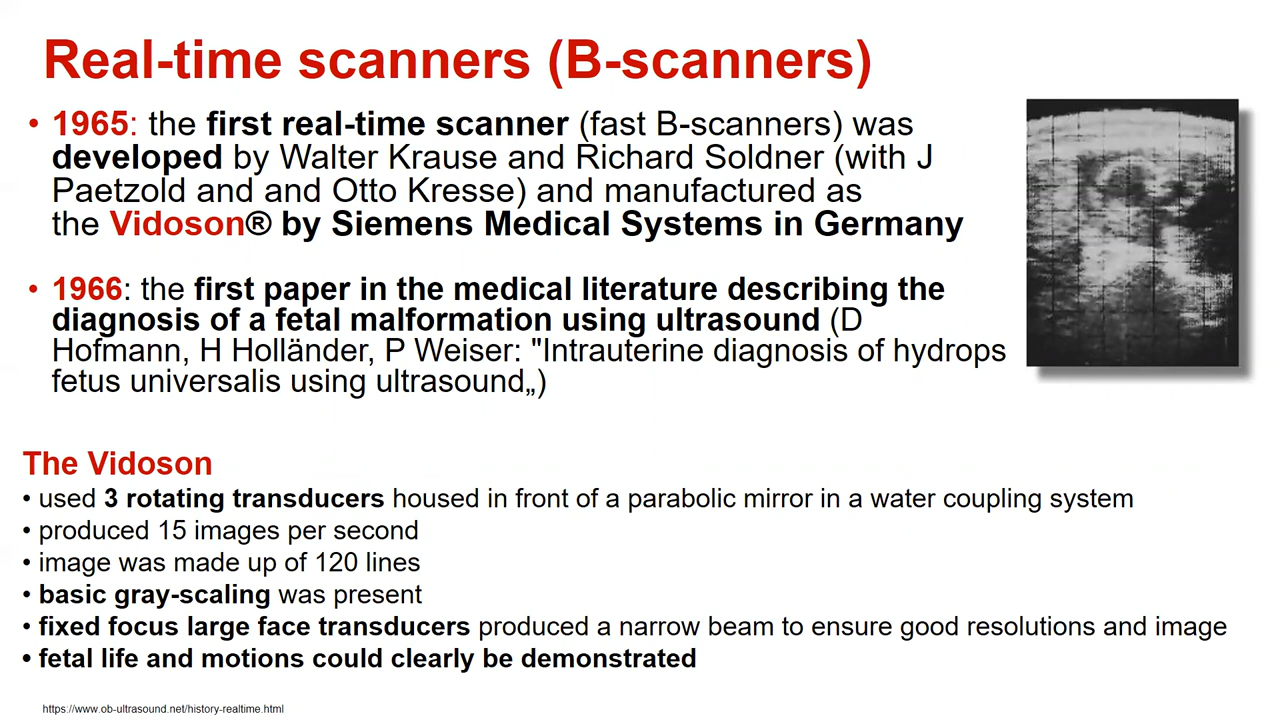 Real-time scanners (B-scanners)
• 1965: the first real-time scanner (fast B-scanners) was
developed by Walter Krause and Richard Soldner (with J
Paetzold and and Otto Kresse) and manufactured as
the Vidoson® by Siemens Medical Systems in Germany
• 1966: the first paper in the medical literature describing the
diagnosis of a fetal malformation using ultrasound (D
Hofmann, H Holländer, P Weiser: "Intrauterine diagnosis of hydrops
fetus universalis using ultrasound„)
The Vidoson
• used 3 rotating transducers housed in front of a parabolic mirror in a water coupling system
• produced 15 images per second
• image was made up of 120 lines
• basic gray-scaling was present
• fixed focus large face transducers produced a narrow beam to ensure good resolutions and image
• fetal life and motions could clearly be demonstrated
https://www.ob-ultrasound.net/history-realtime.html